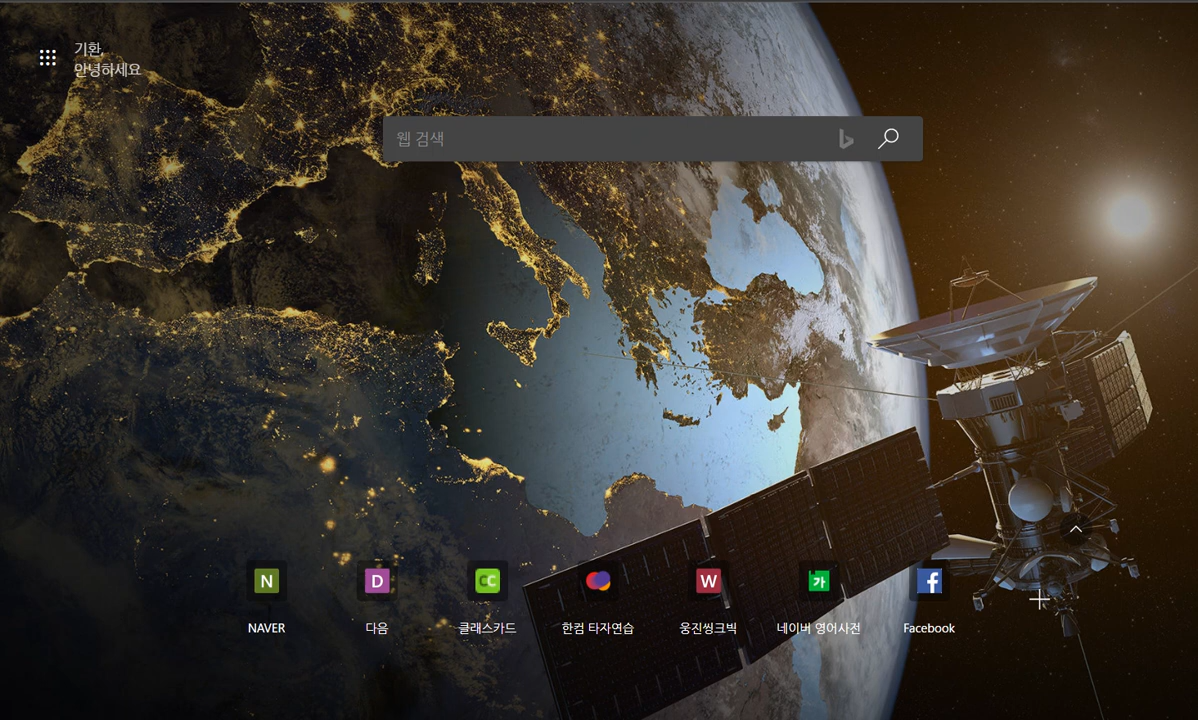 기환,
안녕하세요
웹 검색
N
D
CC
W
가
f
NAVER
다음
클래스카드
한컴 타자연습
웅진씽크빅
네이버 영어사전
Facebook